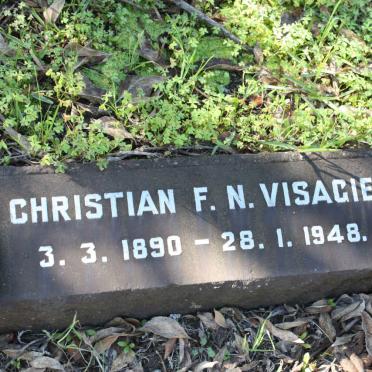 CHRISTIAN F. N. VISAGIE
3. 3. 1890 – 28. 1. 1948.